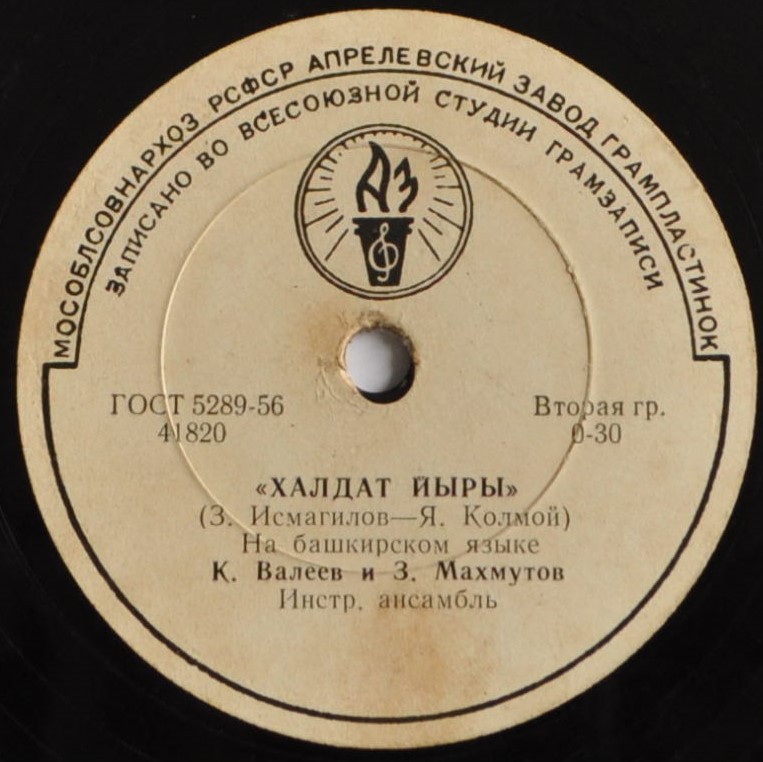 МОСОБЛСОВНАРХОЗ РСФСР АПРЕЛЕВСКИЙ ЗАВОД ГРАМПЛАСТИНОК
ЗАПИСАНО ВО ВСЕСОЮЗНОЙ СТУДИИ ГРАМЗАПИСИ
АЗ
ГОСТ 5289-56
41820
Вторая гр.
0-30
«ХАЛДАТ ЙЫРЫ»
(З. Исмагилов—Я. Колмой)
На башкирском языке
К. Валеев и З. Махмутов
Инстр. ансамбль